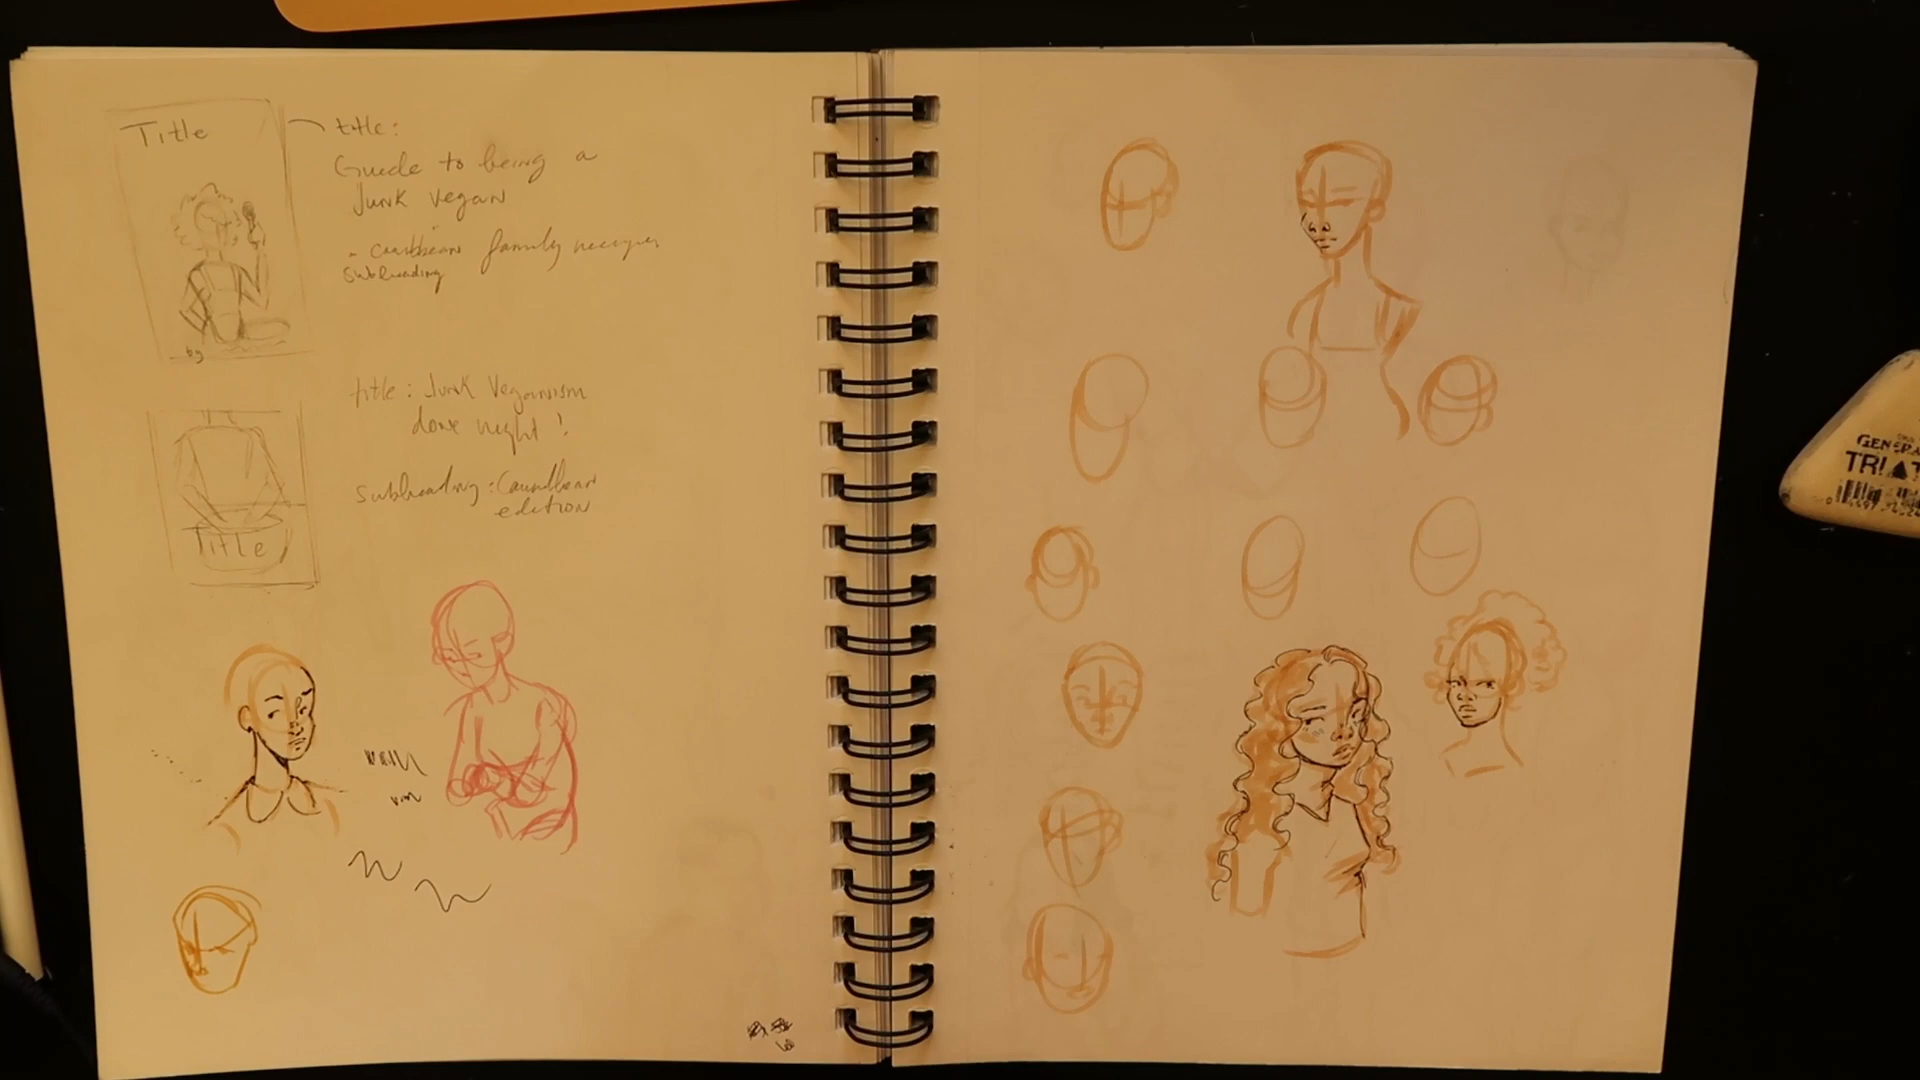 Title
title:
Guide to being a
Junk vegan
- caribbean family recipes
subheading
by
title: Junk Veganism
done right!
subheading: Caribbean
edition
Title
GENERAL
TRI